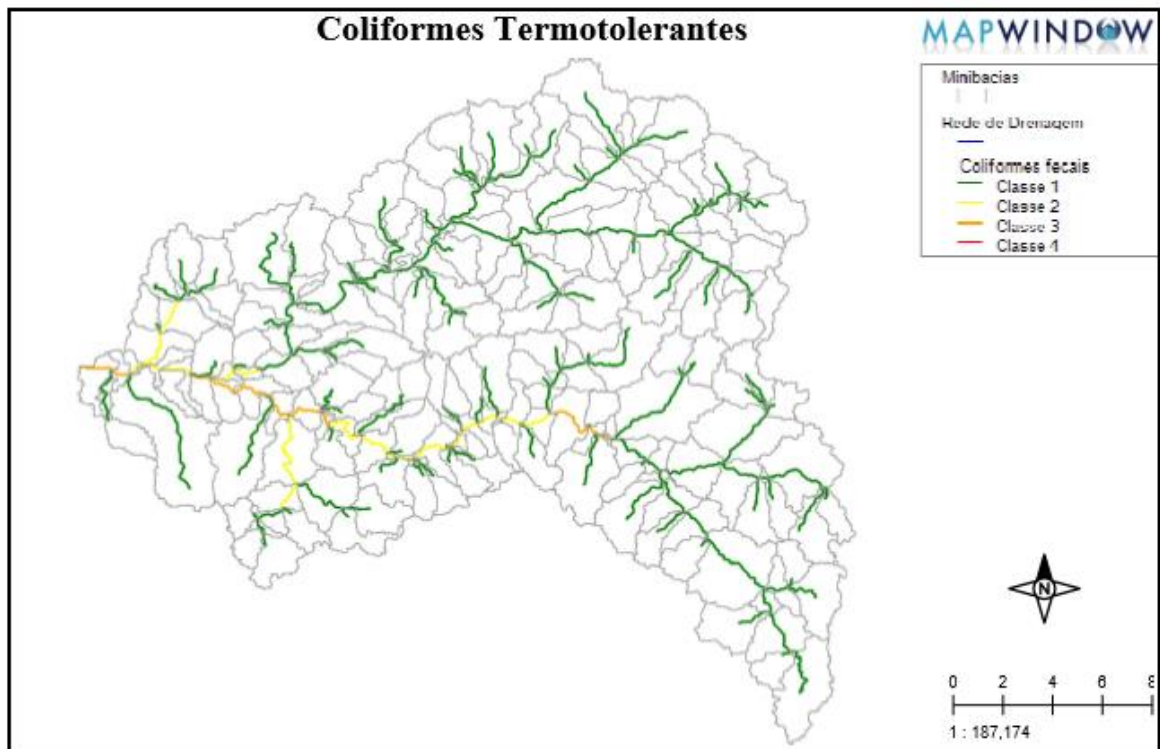 Coliformes Termotolerantes
MAPWINDOW
Minibacias
Rede de Drenagem
Coliformes fecais
Classe 1
Classe 2
Classe 3
Classe 4
N
0 2 4 6 8
1 : 187,174